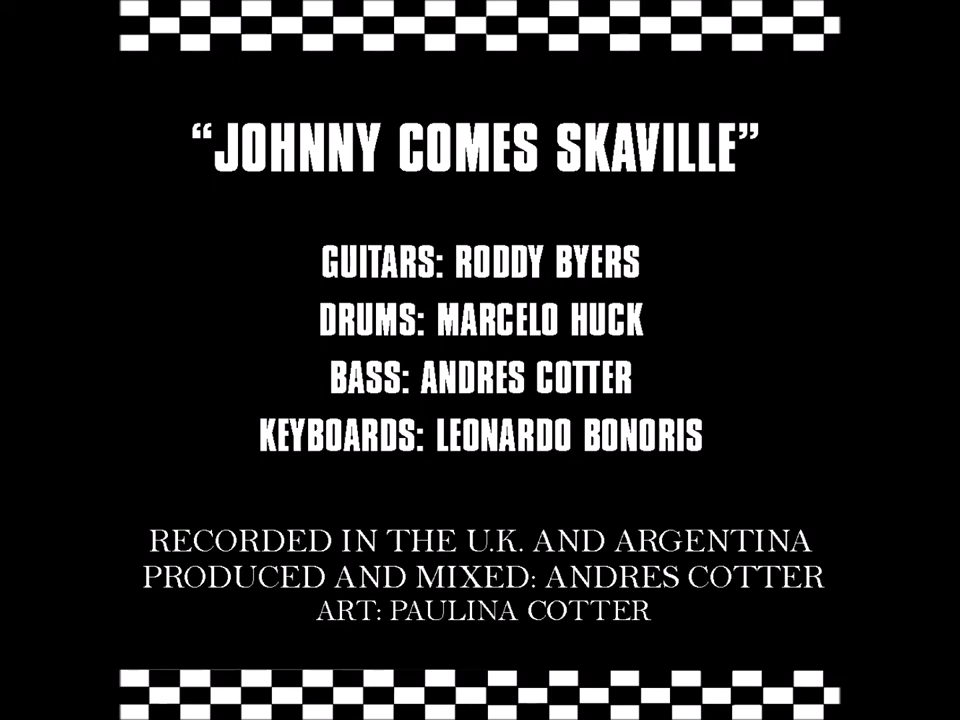 “JOHNNY COMES SKAVILLE”
GUITARS: RODDY BYERS
DRUMS: MARCELO HUCK
BASS: ANDRES COTTER
KEYBOARDS: LEONARDO BONORIS
RECORDED IN THE U.K. AND ARGENTINA
PRODUCED AND MIXED: ANDRES COTTER
ART: PAULINA COTTER